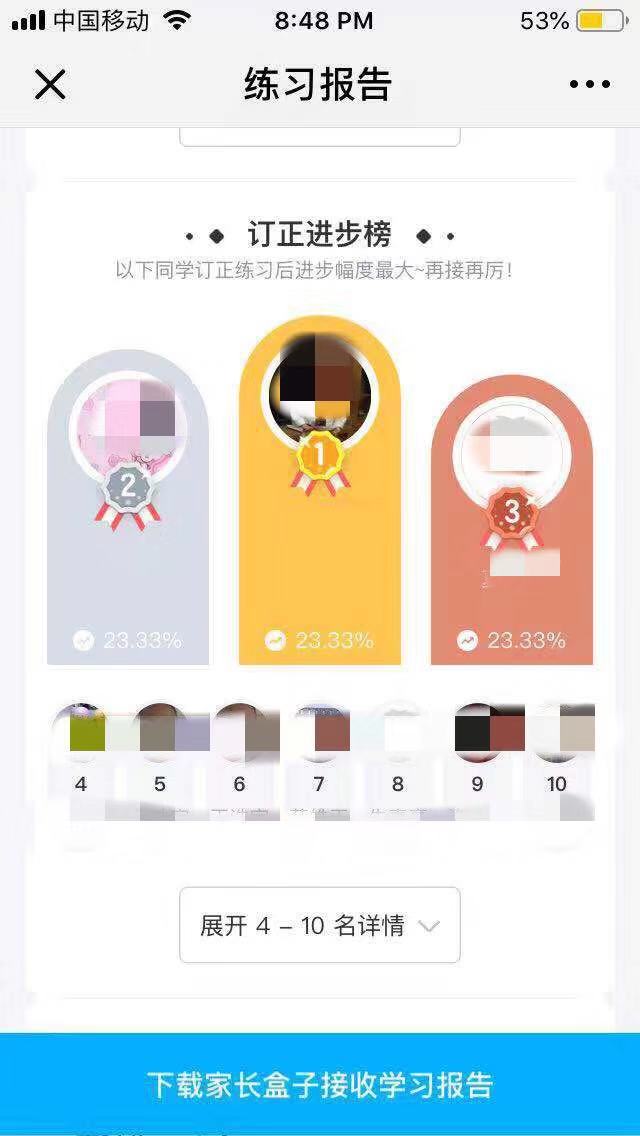 中国移动 8:48 PM 53%
练习报告
订正进步榜
以下同学订正练习后进步幅度最大~再接再厉！
2
1
3
23.33% 23.33% 23.33%
4 5 6 7 8 9 10
展开 4 – 10 名详情
下载家长盒子接收学习报告